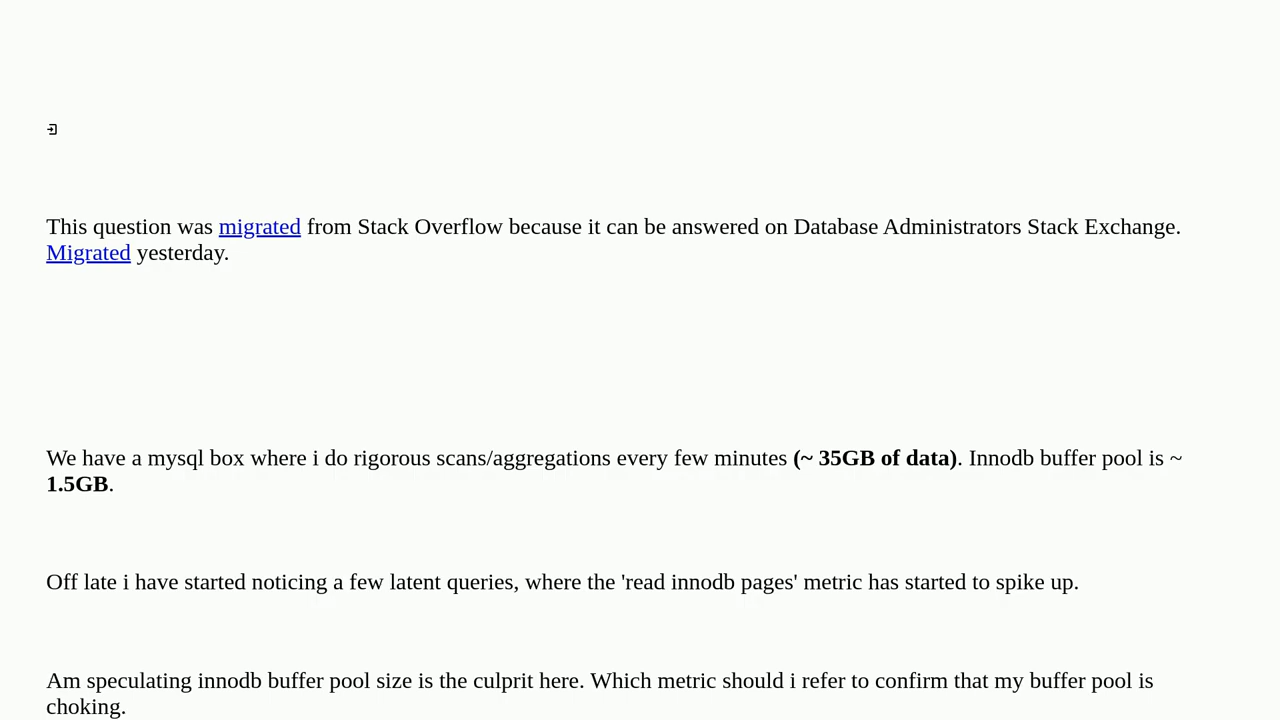 This question was migrated from Stack Overflow because it can be answered on Database Administrators Stack Exchange.
Migrated yesterday.
We have a mysql box where i do rigorous scans/aggregations every few minutes (~ 35GB of data). Innodb buffer pool is ~
1.5GB.
Off late i have started noticing a few latent queries, where the 'read innodb pages' metric has started to spike up.
Am speculating innodb buffer pool size is the culprit here. Which metric should i refer to confirm that my buffer pool is
choking.